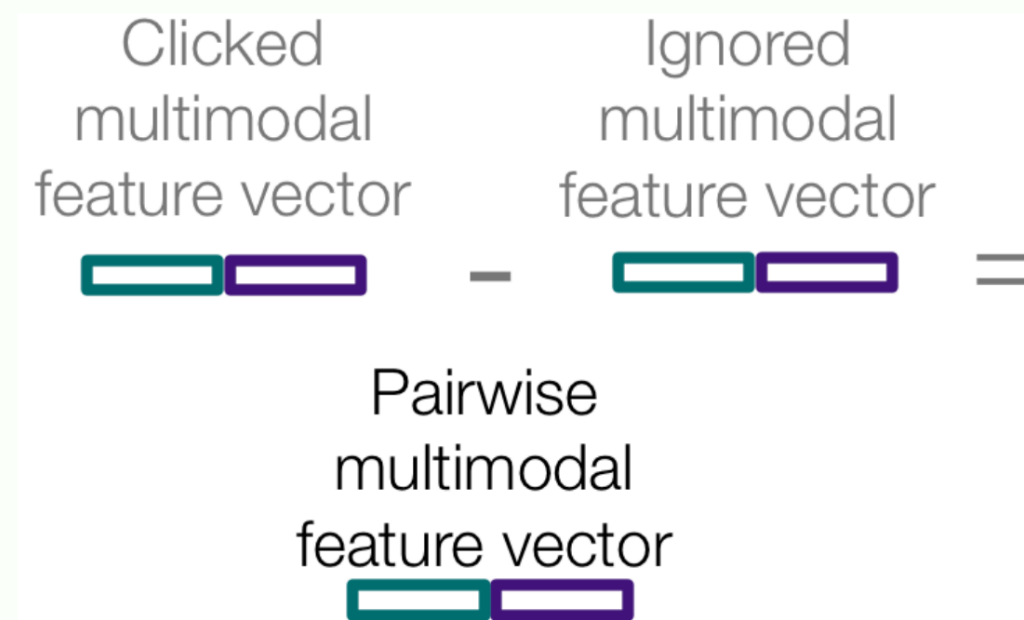 Clicked
multimodal
feature vector
Ignored
multimodal
feature vector
-
=
Pairwise
multimodal
feature vector